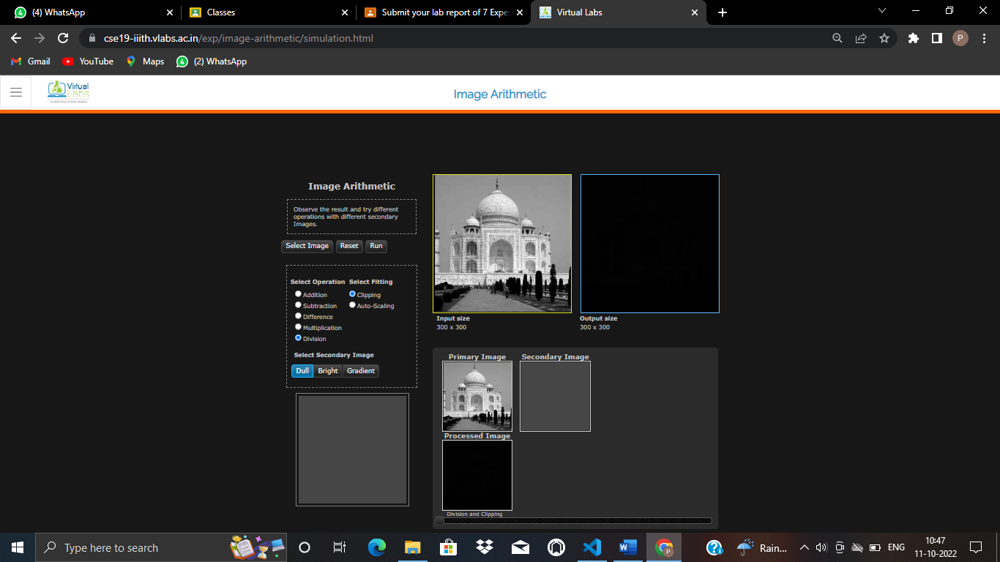 (4) WhatsApp
Classes
Submit your lab report of 7 Expe
Virtual Labs
cse19-iiith.vlabs.ac.in/exp/image-arithmetic/simulation.html
P
Gmail
YouTube
Maps
(2) WhatsApp
Virtual
Labs
Image Arithmetic
Image Arithmetic
Observe the result and try different
operations with different secondary
Images.
Select Image Reset Run
Select Operation Select Fitting
Addition Clipping
Subtraction Auto-Scaling
Difference
Multiplication
Division
Select Secondary Image
Dull Bright Gradient
Input size
300 x 300
Output size
300 x 300
Primary Image Secondary Image
Processed Image
Division and Clipping
Type here to search
Rain...
ENG
10:47
11-10-2022